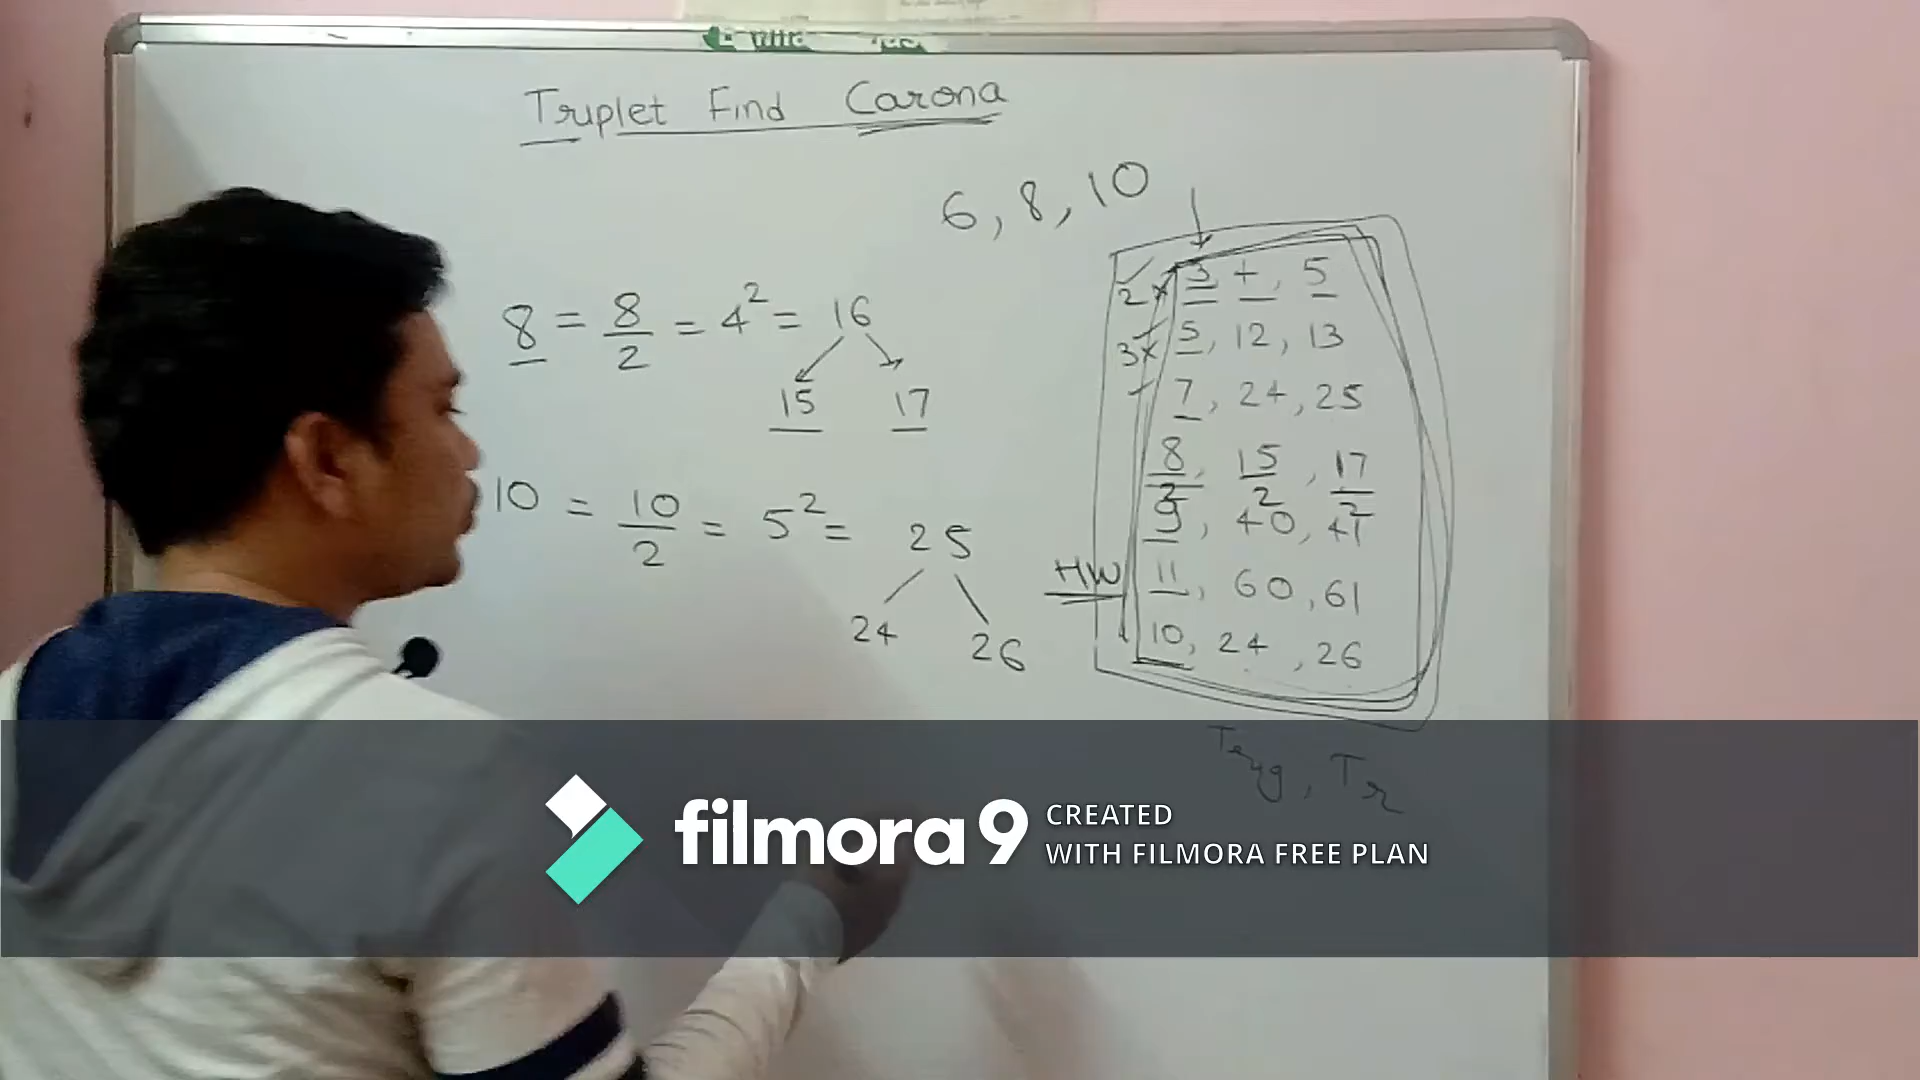 Triplet Find Carona
6, 8, 10
8 = 8/2 = 4² = 16
15 17
10 = 10/2 = 5² = 25
24 26
2x 3 4, 5
3x 5, 12, 13
7, 24, 25
8/2, 15/2, 17/2
9, 40, 41
HW 11, 60, 61
10, 24, 26
filmora9 CREATED
WITH FILMORA FREE PLAN